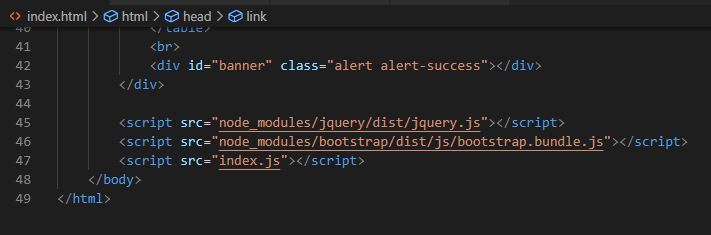 index.html > html > head > link
40 </table>
41 <br>
42 <div id="banner" class="alert alert-success"></div>
43 </div>
44
45 <script src="node_modules/jquery/dist/jquery.js"></script>
46 <script src="node_modules/bootstrap/dist/js/bootstrap.bundle.js"></script>
47 <script src="index.js"></script>
48 </body>
49 </html>